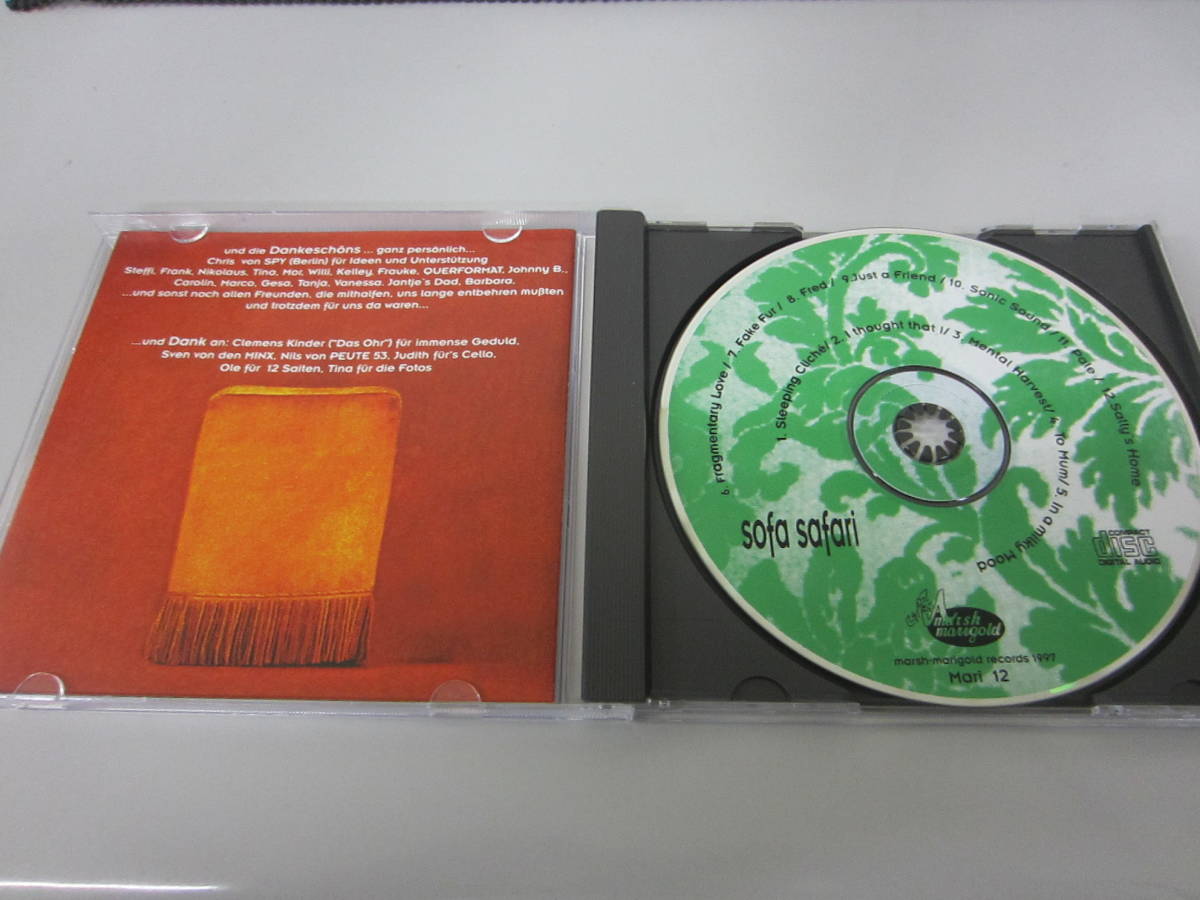 und die Dankeschöns ... ganz persönlich...
Chris von SPY (Berlin) für Ideen und Unterstützung
Steffi, Frank, Nikolaus, Tina, Mor, Willi, Kelley, Frauke, QUERFORMAT, Johnny B.,
Carolin, Marco, Gesa, Tanja, Vanessa, Jantje's Dad, Barbara.
...und sonst noch allen Freunden, die mithalfen, uns lange entbehren mußten
und trotzdem für uns da waren...
...und Dank an: Clemens Kinder ("Das Ohr") für immense Geduld,
Sven von den MINX, Nils von PEUTE 53, Judith für's Cello,
Ole für 12 Saiten, Tina für die Fotos
1. Sleeping Cliché/ 2. I thought that I/ 3. Mental Harvest/ 4. To Mum/ 5. In a milky Mood
6. Fragmentary Love / 7. Fake Fur / 8. Fred / 9.Just a Friend / 10. Sonic Sound / 11. Pale / 12. Sally's Home
sofa safari
COMPACT
disc
DIGITAL AUDIO
marsh
marigold
marsh-marigold records 1997
Mari 12